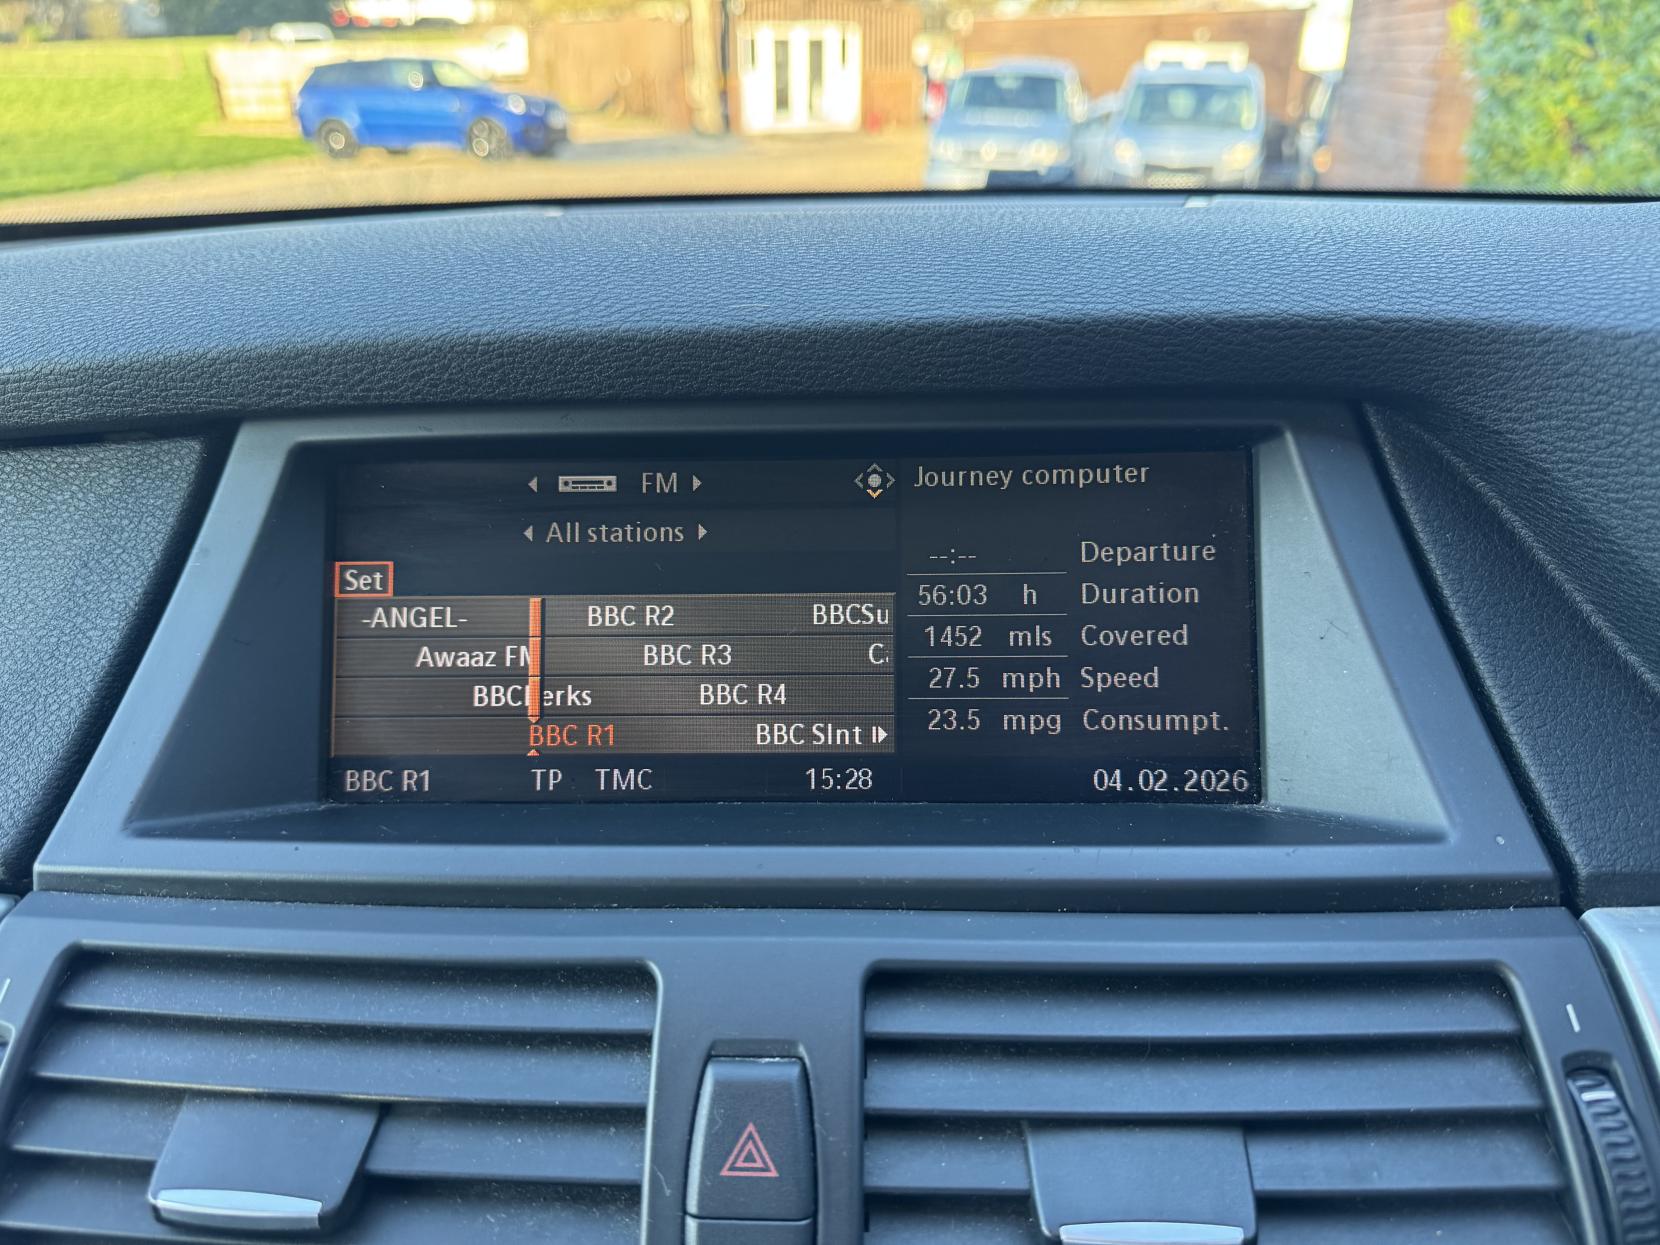 FM
Journey computer
All stations
--:-- Departure
Set
56:03 h Duration
-ANGEL- BBC R2 BBCSu
1452 mls Covered
Awaaz FM BBC R3
27.5 mph Speed
BBC R4
23.5 mpg Consumpt.
BBC R1 BBC SInt
BBC R1 TP TMC 15:28 04.02.2026